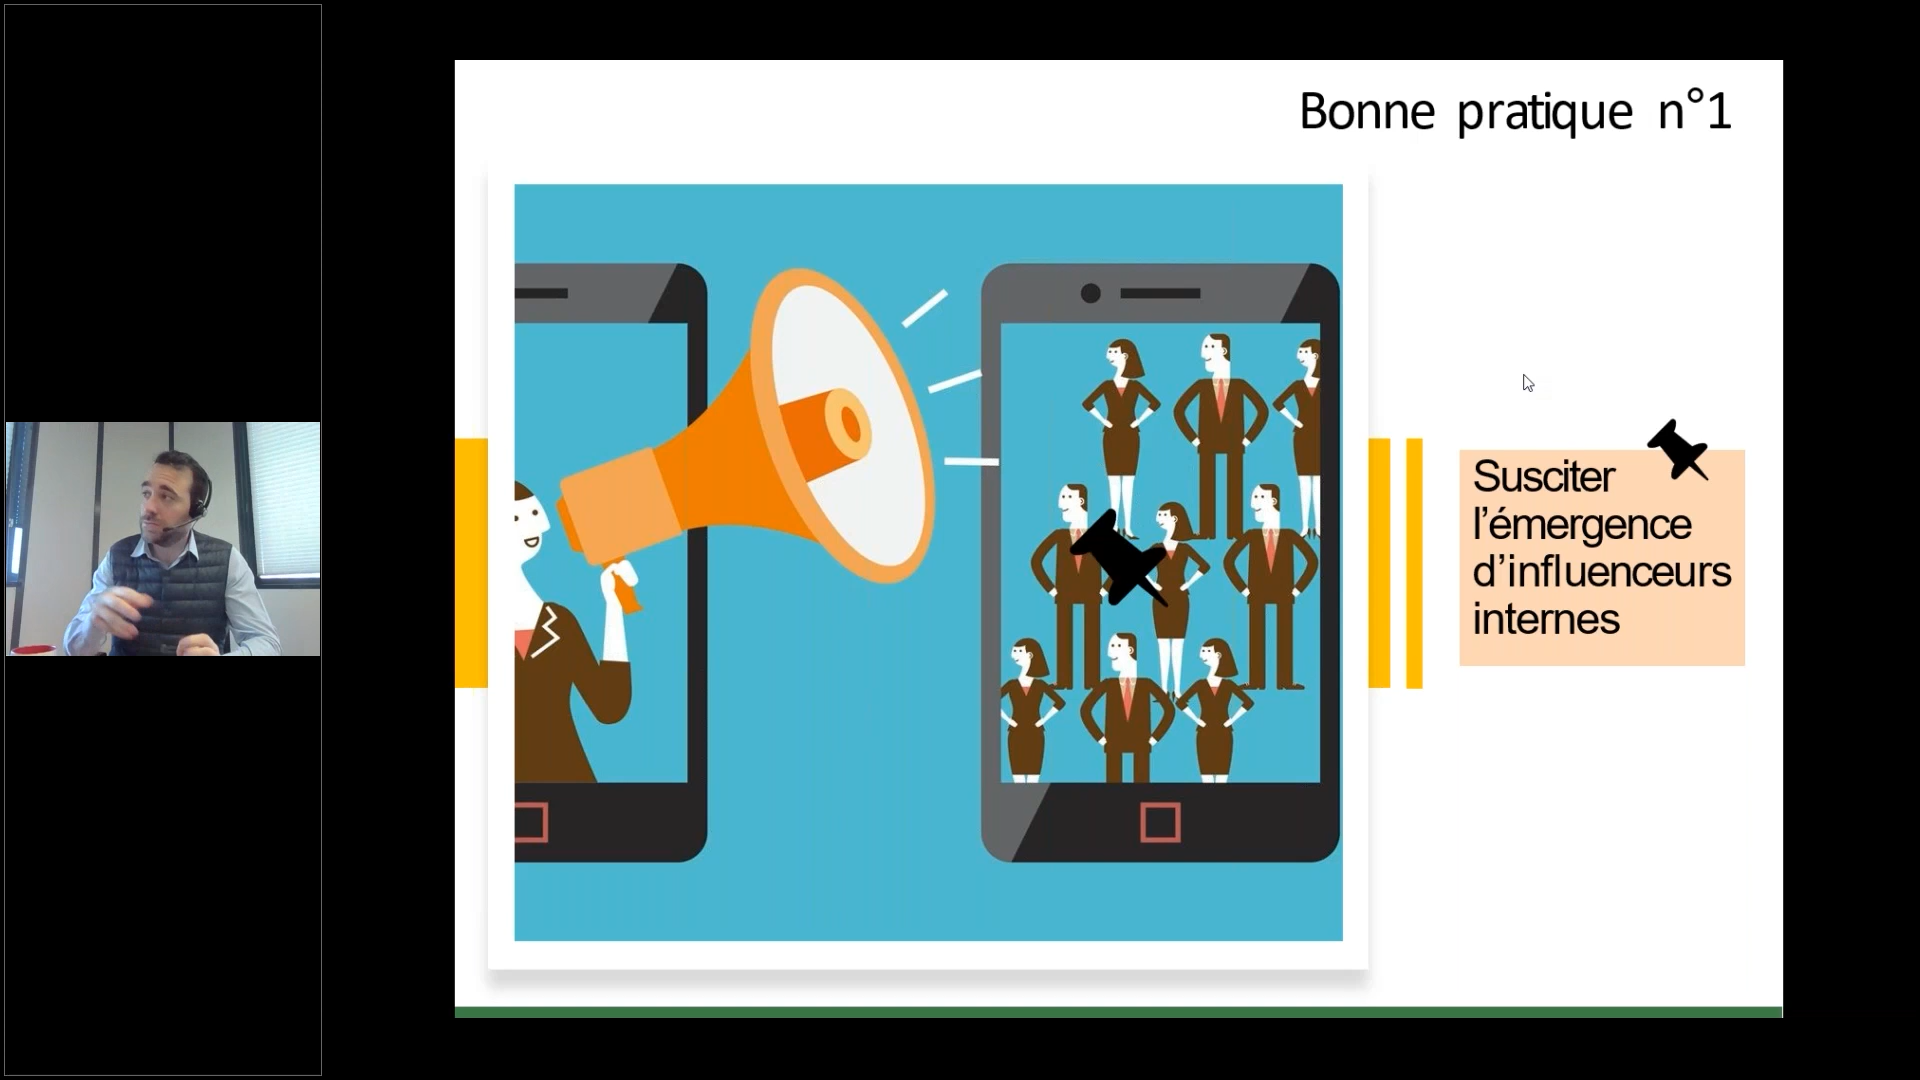 Bonne pratique n°1
Susciter
l’émergence
d’influenceurs
internes